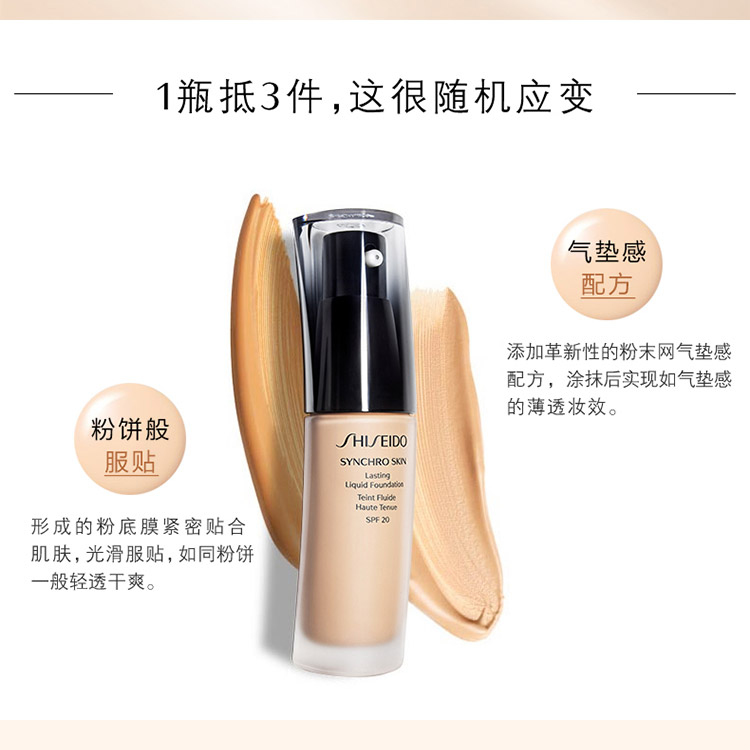 1瓶抵3件,这很随机应变
气垫感
配方
添加革新性的粉末网气垫感
配方，涂抹后实现如气垫感
的薄透妆效。
粉饼般
服贴
形成的粉底膜紧密贴合
肌肤,光滑服贴,如同粉饼
一般轻透干爽。
SHISEIDO
SYNCHRO SKIN
Lasting
Liquid Foundation
Teint Fluide
Haute Tenue
SPF 20